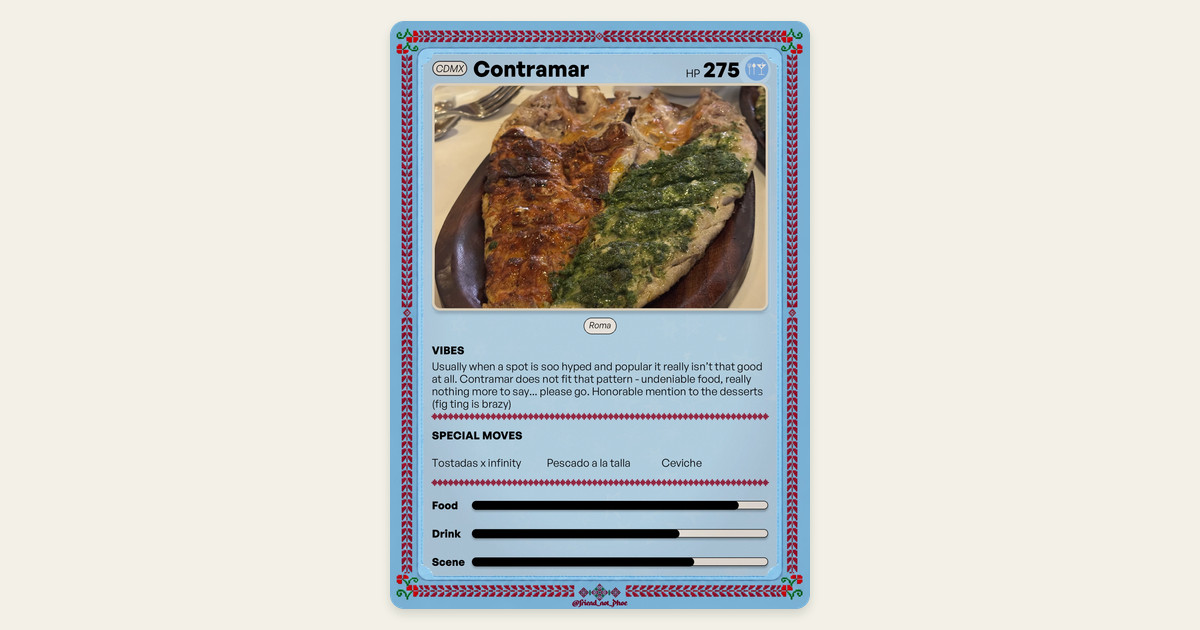 CDMX Contramar HP 275
Roma
VIBES
Usually when a spot is soo hyped and popular it really isn't that good
at all. Contramar does not fit that pattern - undeniable food, really
nothing more to say... please go. Honorable mention to the desserts
(fig ting is brazy)
SPECIAL MOVES
Tostadas x infinity Pescado a la talla Ceviche
Food
Drink
Scene
@friend_not_phoe